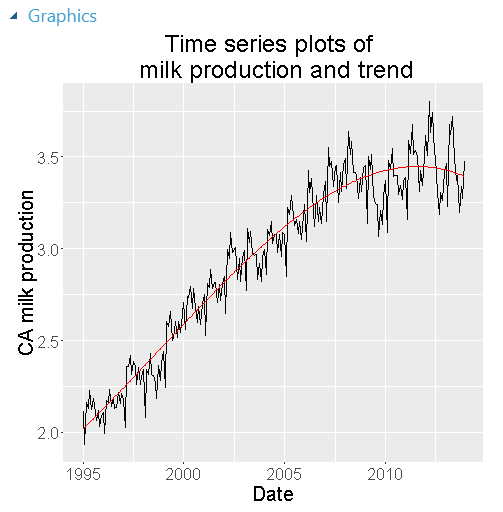 Graphics
Time series plots of
milk production and trend
CA milk production
3.5
3.0
2.5
2.0
1995 2000 2005 2010
Date